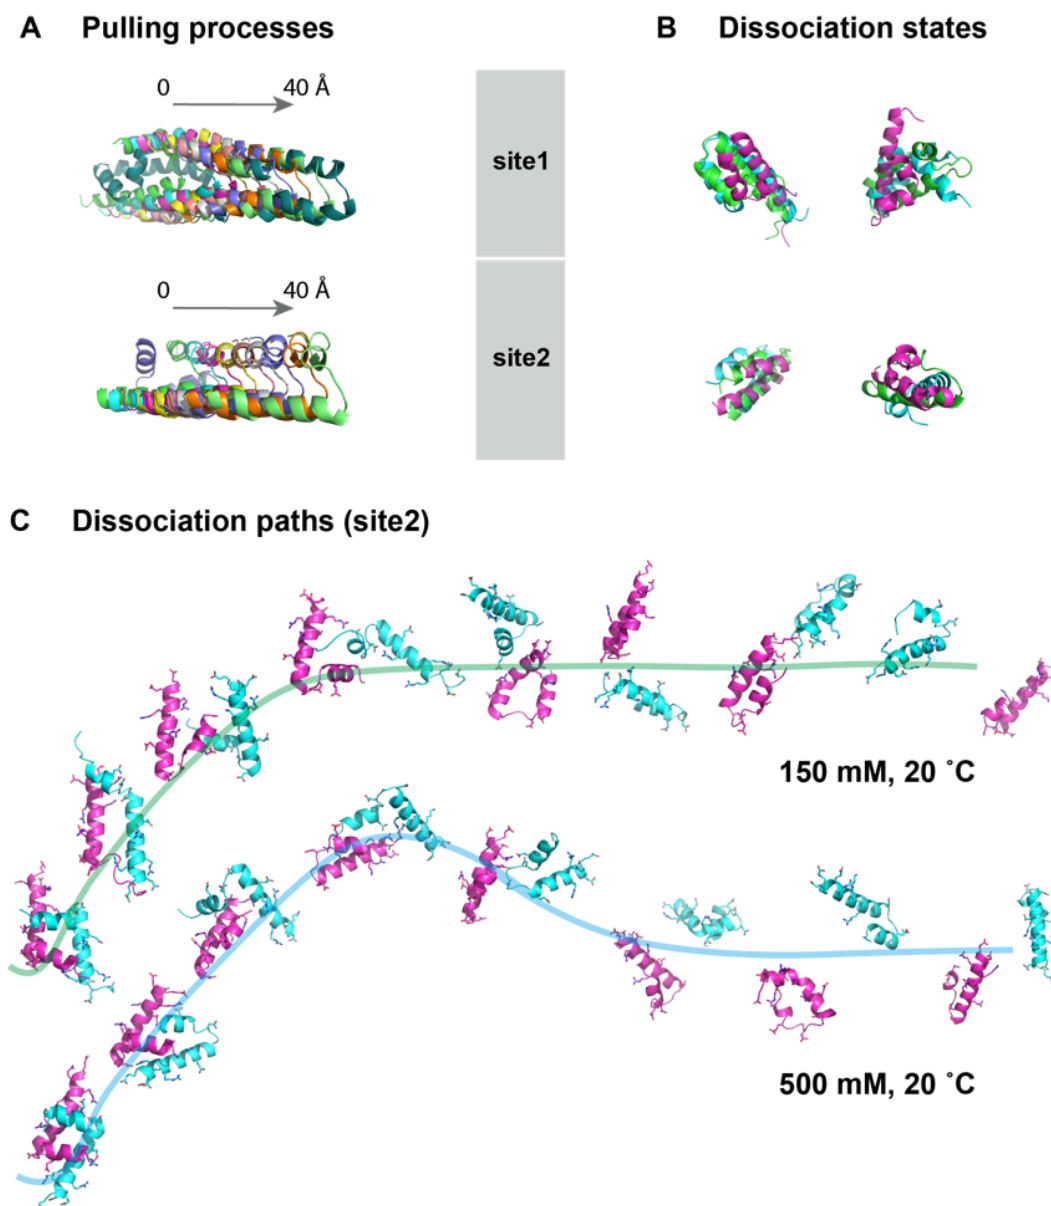 A Pulling processes
B Dissociation states
0 40 Å
site1
0 40 Å
site2
C Dissociation paths (site2)
150 mM, 20 ˚C
500 mM, 20 ˚C